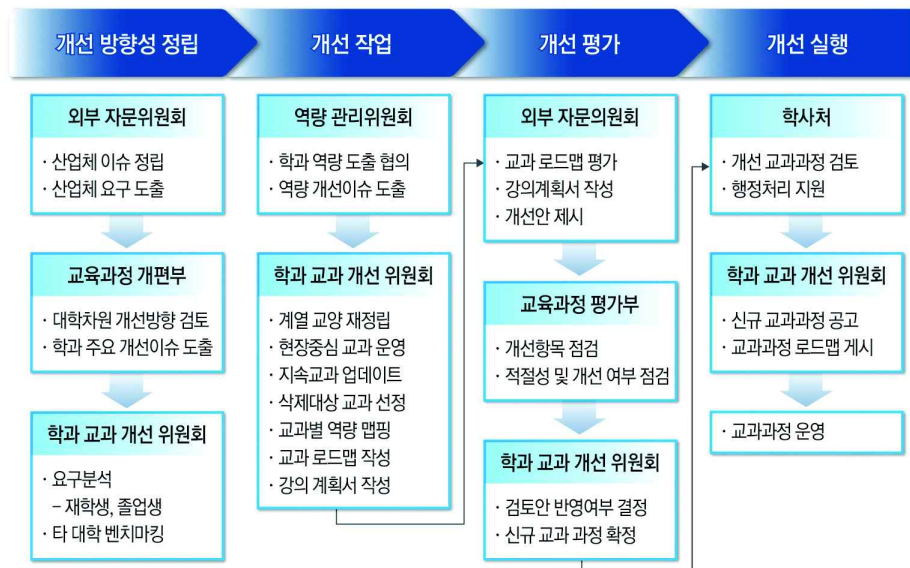 개선 방향성 정립
개선 작업
개선 평가
개선 실행
외부 자문위원회
· 산업체 이슈 정립
· 산업체 요구 도출
교육과정 개편부
· 대학차원 개선방향 검토
· 학과 주요 개선이슈 도출
학과 교과 개선 위원회
· 요구분석
– 재학생, 졸업생
· 타 대학 벤치마킹
역량 관리위원회
· 학과 역량 도출 협의
· 역량 개선이슈 도출
학과 교과 개선 위원회
· 계열 교양 재정립
· 현장중심 교과 운영
· 지속교과 업데이트
· 삭제대상 교과 선정
· 교과별 역량 맵핑
· 교과 로드맵 작성
· 강의 계획서 작성
외부 자문의원회
· 교과 로드맵 평가
· 강의계획서 작성
· 개선안 제시
교육과정 평가부
· 개선항목 점검
· 적절성 및 개선 여부 점검
학과 교과 개선 위원회
· 검토안 반영여부 결정
· 신규 교과 과정 확정
학사처
· 개선 교과과정 검토
· 행정처리 지원
학과 교과 개선 위원회
· 신규 교과과정 공고
· 교과과정 로드맵 게시
· 교과과정 운영